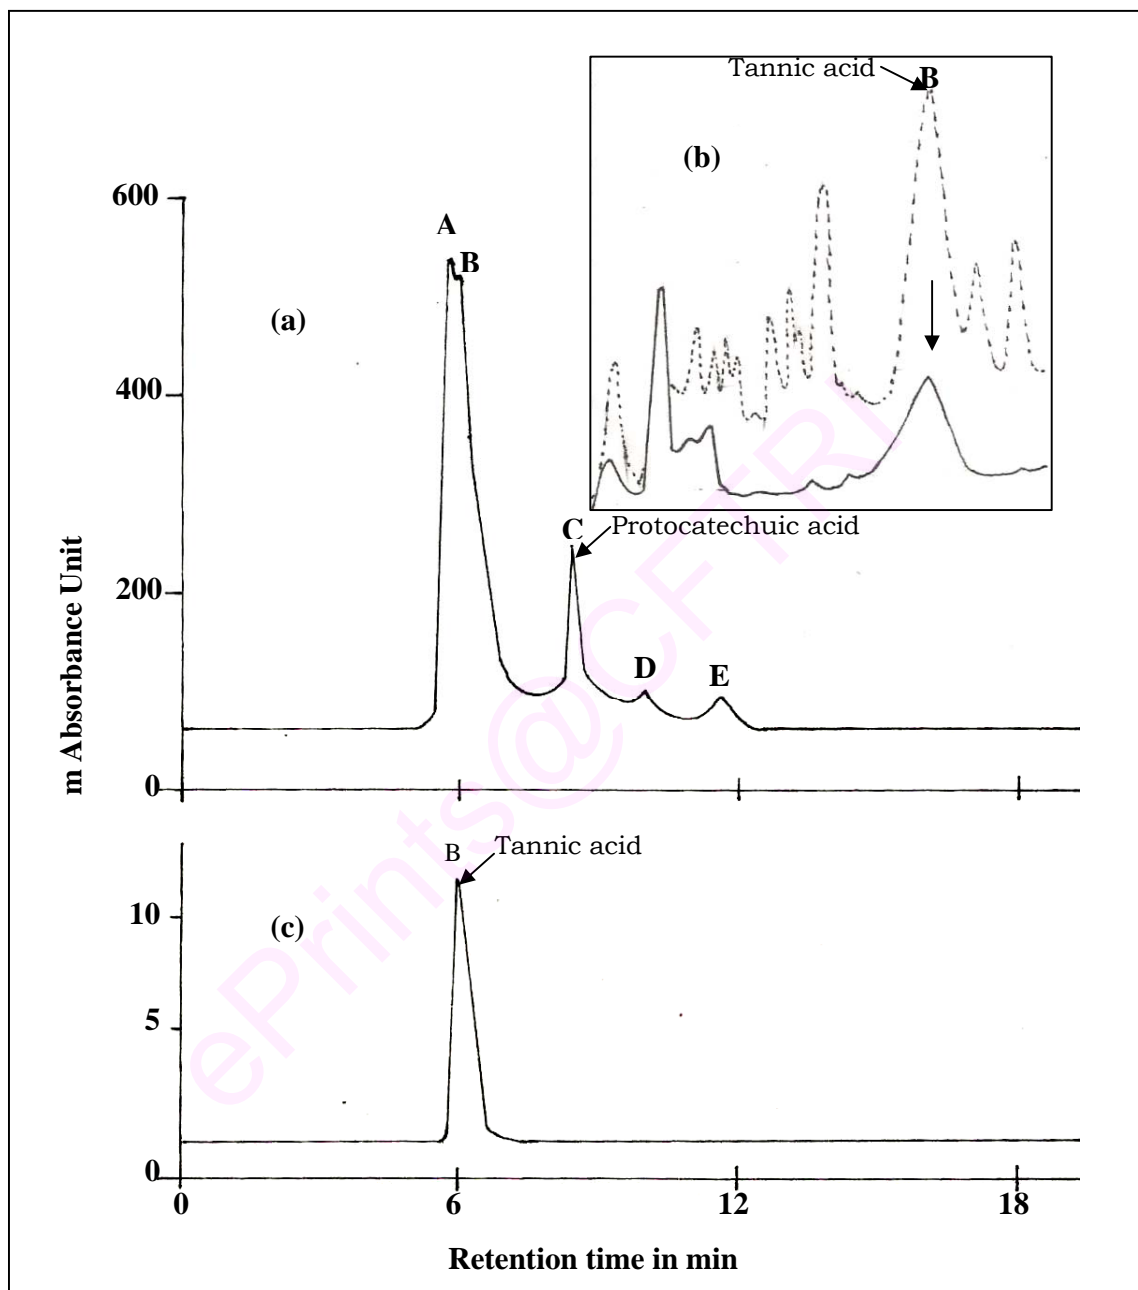 Tannic acid
B
(b)
600
A
B
(a)
400
Protocatechuic acid
C
200
D
E
m Absorbance Unit
0
B
Tannic acid
10
(c)
5
0
0 6 12 18
Retention time in min
ePrints@CFTRI